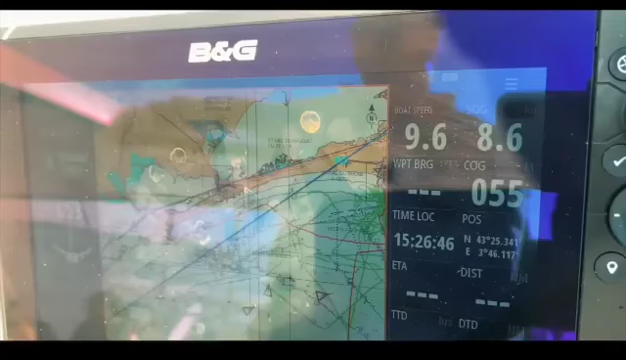 B&G
BOAT SPEED SOG
9.6 8.6
WPT BRG COG
--- 055
TIME LOC POS
15:26:46 N 43°25.341'
E 3°46.117'
ETA DIST
--- ---
TTD DTD